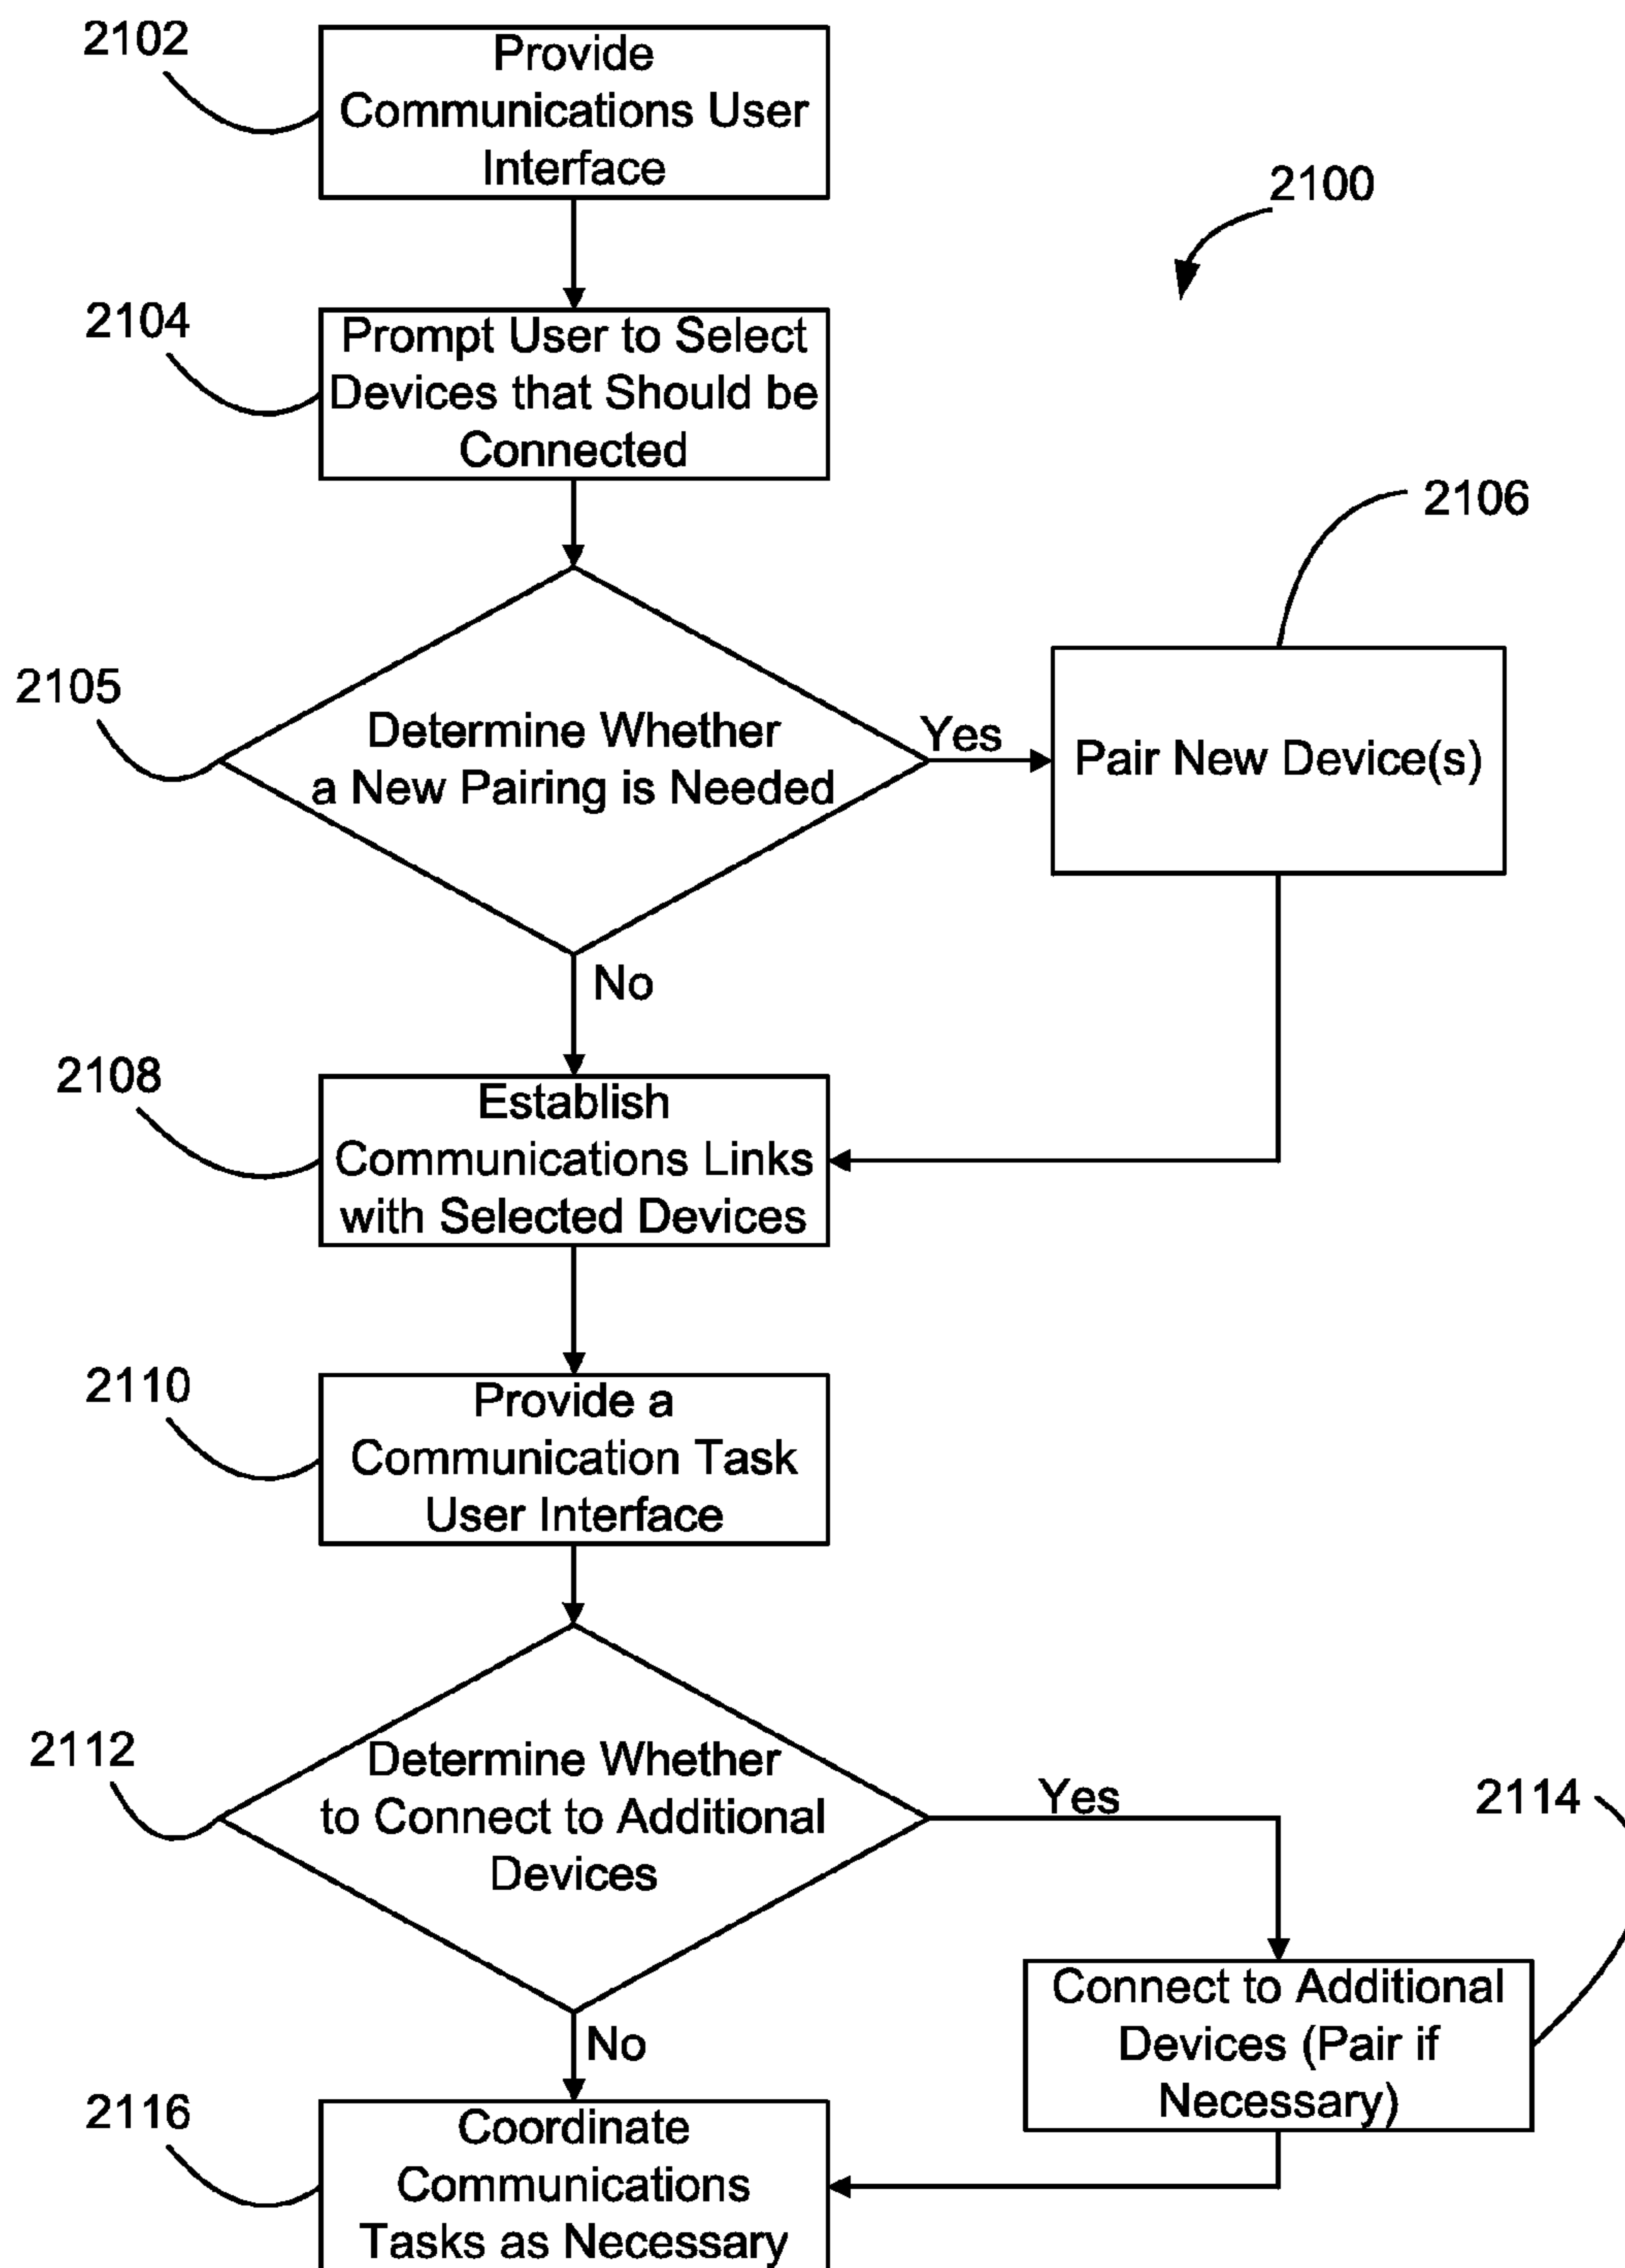 2102
Provide
Communications User
Interface
2100
2104
Prompt User to Select
Devices that Should be
Connected
2106
2105
Determine Whether
a New Pairing is Needed
Yes
Pair New Device(s)
No
2108
Establish
Communications Links
with Selected Devices
2110
Provide a
Communication Task
User Interface
2112
Determine Whether
to Connect to Additional
Devices
Yes
2114
Connect to Additional
Devices (Pair if
Necessary)
No
2116
Coordinate
Communications
Tasks as Necessary